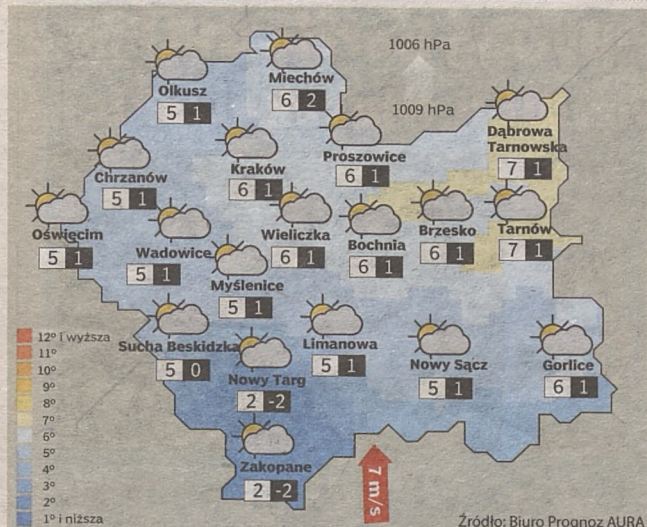 1006 hPa
1009 hPa
Olkusz
5 1
Miechów
6 2
Dąbrowa
Tarnowska
7 1
Chrzanów
5 1
Kraków
6 1
Proszowice
6 1
Oświęcim
5 1
Wadowice
5 1
Wieliczka
6 1
Bochnia
6 1
Brzesko
6 1
Tarnów
7 1
Myślenice
5 1
Sucha Beskidzka
5 0
Nowy Targ
2 -2
Limanowa
5 1
Nowy Sącz
5 1
Gorlice
6 1
Zakopane
2 -2
12° i wyższa
11°
10°
9°
8°
7°
6°
5°
4°
3°
2°
1° i niższa
7 m/s
Źródło: Biuro Prognoz AURA